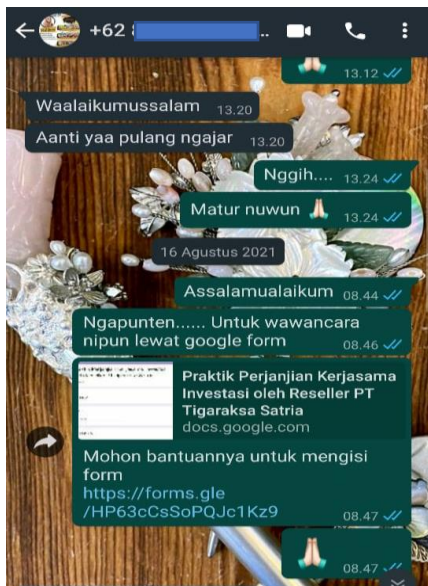 +62
..
13.12
Waalaikumussalam 13.20
Aanti yaa pulang ngajar 13.20
Nggih.... 13.24
Matur nuwun 13.24
16 Agustus 2021
Assalamualaikum 08.44
Ngapunten...... Untuk wawancara
nipun lewat google form 08.46
Praktik Perjanjian Kerjasama
Investasi oleh Reseller PT
Tigaraksa Satria
docs.google.com
Mohon bantuannya untuk mengisi
form
https://forms.gle
/HP63cCsSoPQJc1Kz9 08.47
08.47